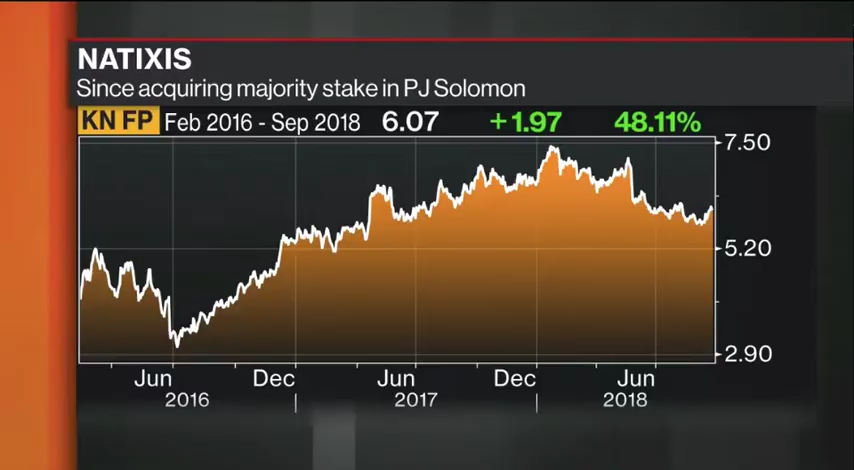 NATIXIS
Since acquiring majority stake in PJ Solomon
KN FP Feb 2016 - Sep 2018 6.07 +1.97 48.11%
7.50
5.20
2.90
Jun Dec Jun Dec Jun
2016 2017 2018